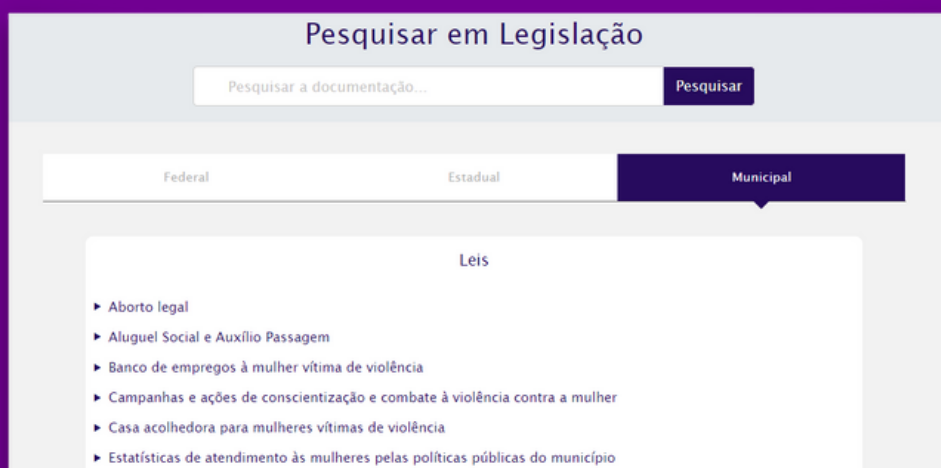 Pesquisar em Legislação
Pesquisar a documentação...
Pesquisar
Federal
Estadual
Municipal
Leis
Aborto legal
Aluguel Social e Auxílio Passagem
Banco de empregos à mulher vítima de violência
Campanhas e ações de conscientização e combate à violência contra a mulher
Casa acolhedora para mulheres vítimas de violência
Estatísticas de atendimento às mulheres pelas políticas públicas do município